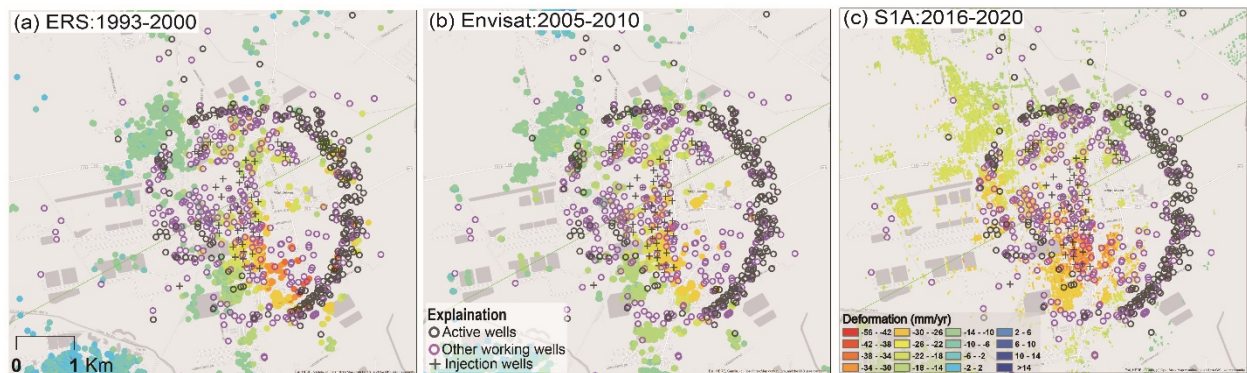 (a) ERS:1993-2000
(b) Envisat:2005-2010
(c) S1A:2016-2020
0 1 Km
Explaination
Active wells
Other working wells
Injection wells
Deformation (mm/yr)
-56 - -42
-42 - -38
-38 - -34
-34 - -30
-30 - -26
-26 - -22
-22 - -18
-18 - -14
-14 - -10
-10 - -6
-6 - -2
-2 - 2
2 - 6
6 - 10
10 - 14
>14